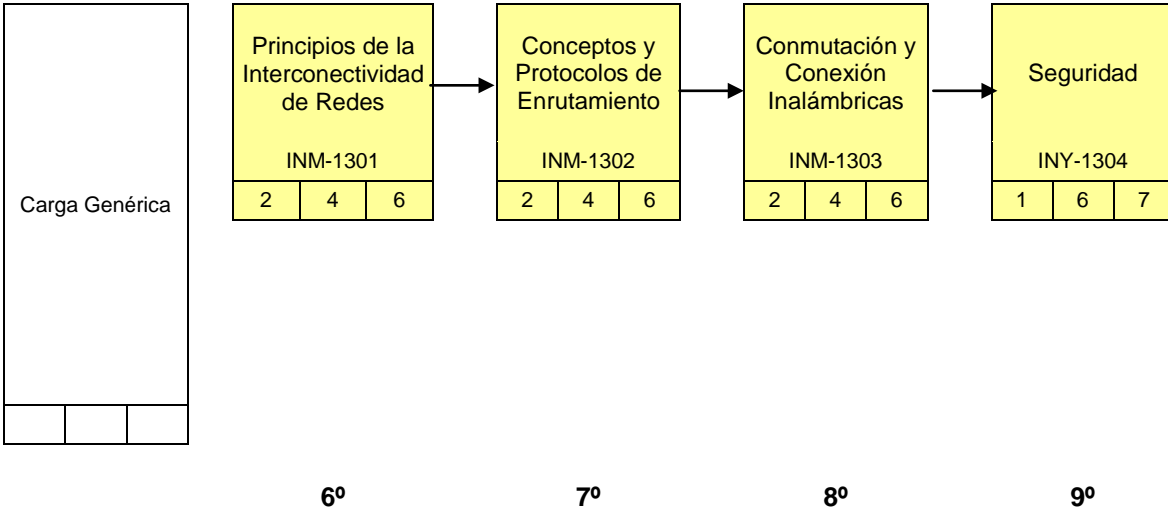 Carga Genérica
Principios de la
Interconectividad
de Redes
INM-1301
2 4 6
Conceptos y
Protocolos de
Enrutamiento
INM-1302
2 4 6
Conmutación y
Conexión
Inalámbricas
INM-1303
2 4 6
Seguridad
INY-1304
1 6 7
6º 7º 8º 9º